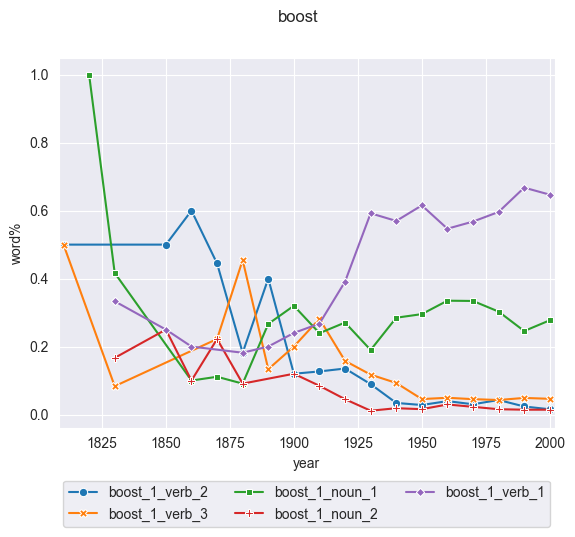 boost
1.0
0.8
0.6
0.4
0.2
0.0
word%
1825 1850 1875 1900 1925 1950 1975 2000
year
boost_1_verb_2 boost_1_noun_1 boost_1_verb_1
boost_1_verb_3 boost_1_noun_2